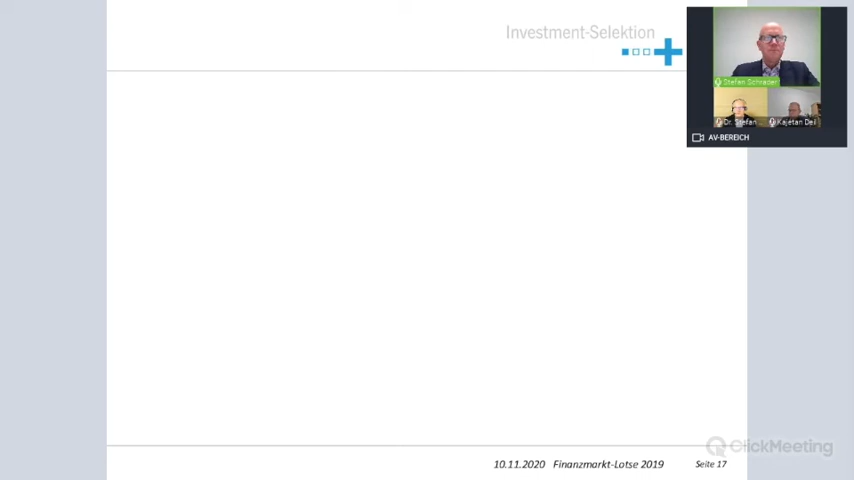 Investment-Selektion
Stefan Schrader
Dr. Stefan
Kajetan Dei
AV-BEREICH
ClickMeeting
10.11.2020 Finanzmarkt-Lotse 2019 Seite 17